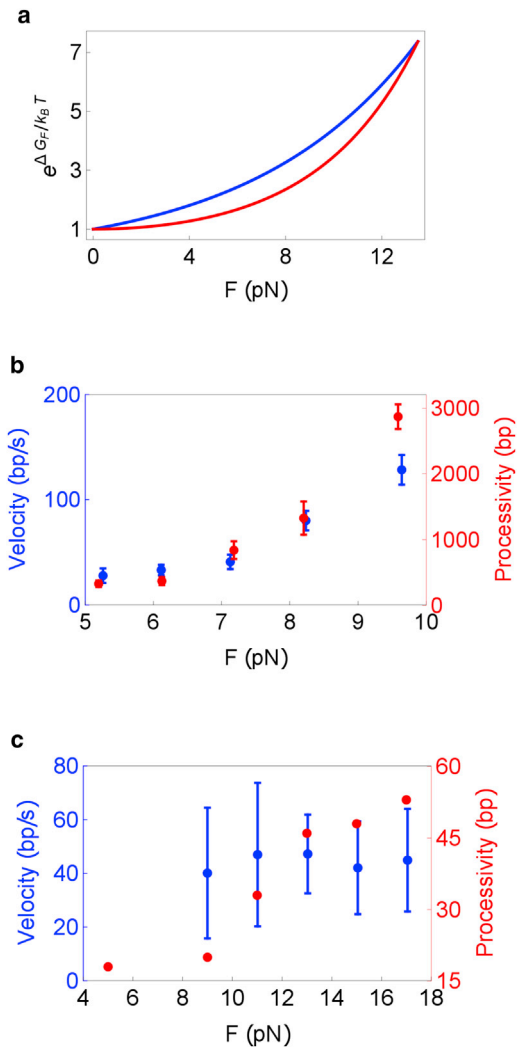 a
7
5
3
1
e^{ΔG_F/k_B T}
0 4 8 12
F (pN)
b
200
100
0
Velocity (bp/s)
3000
2000
1000
0
Processivity (bp)
5 6 7 8 9 10
F (pN)
c
80
60
40
20
0
Velocity (bp/s)
60
45
30
15
Processivity (bp)
4 6 8 10 12 14 16 18
F (pN)